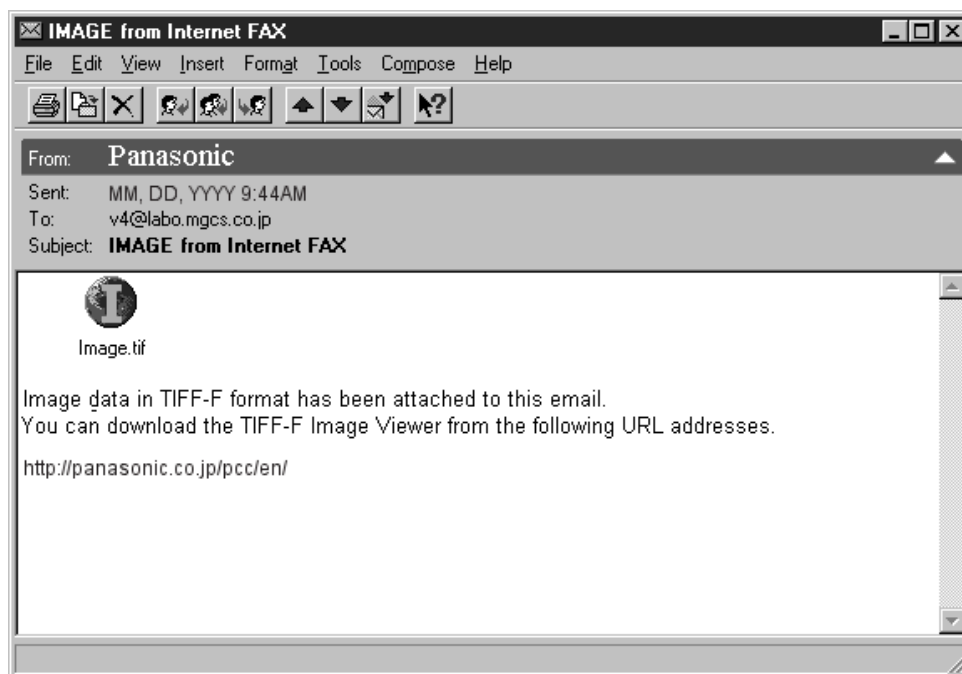 IMAGE from Internet FAX
File Edit View Insert Format Tools Compose Help
From: Panasonic
Sent: MM, DD, YYYY 9:44AM
To: v4@labo.mgcs.co.jp
Subject: IMAGE from Internet FAX
I
Image.tif
Image data in TIFF-F format has been attached to this email.
You can download the TIFF-F Image Viewer from the following URL addresses.
http://panasonic.co.jp/pcc/en/